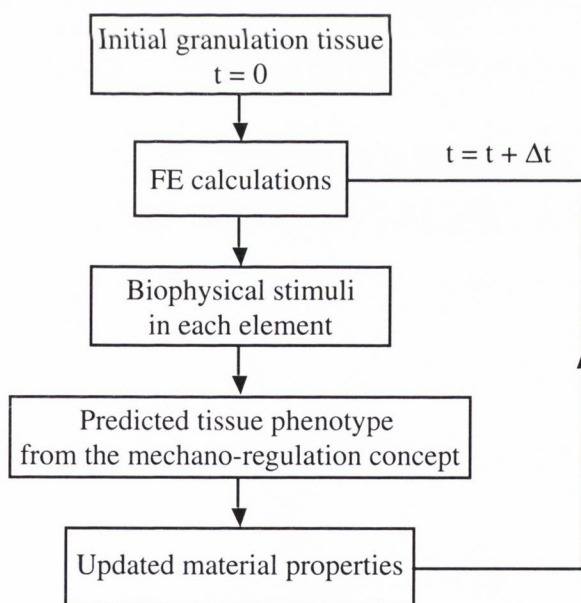 Initial granulation tissue
t = 0
t = t + Δt
FE calculations
Biophysical stimuli
in each element
Predicted tissue phenotype
from the mechano-regulation concept
Updated material properties